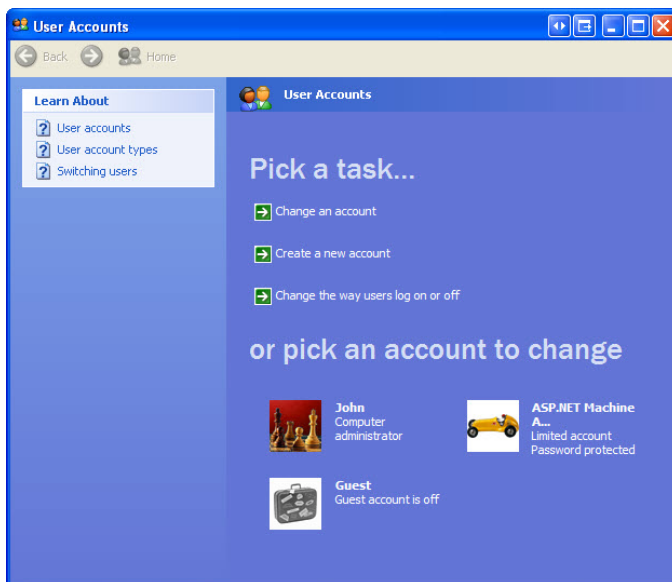 User Accounts
Back
Home
Learn About
User accounts
User account types
Switching users
User Accounts
Pick a task...
Change an account
Create a new account
Change the way users log on or off
or pick an account to change
John
Computer
administrator
ASP.NET Machine
A...
Limited account
Password protected
Guest
Guest account is off